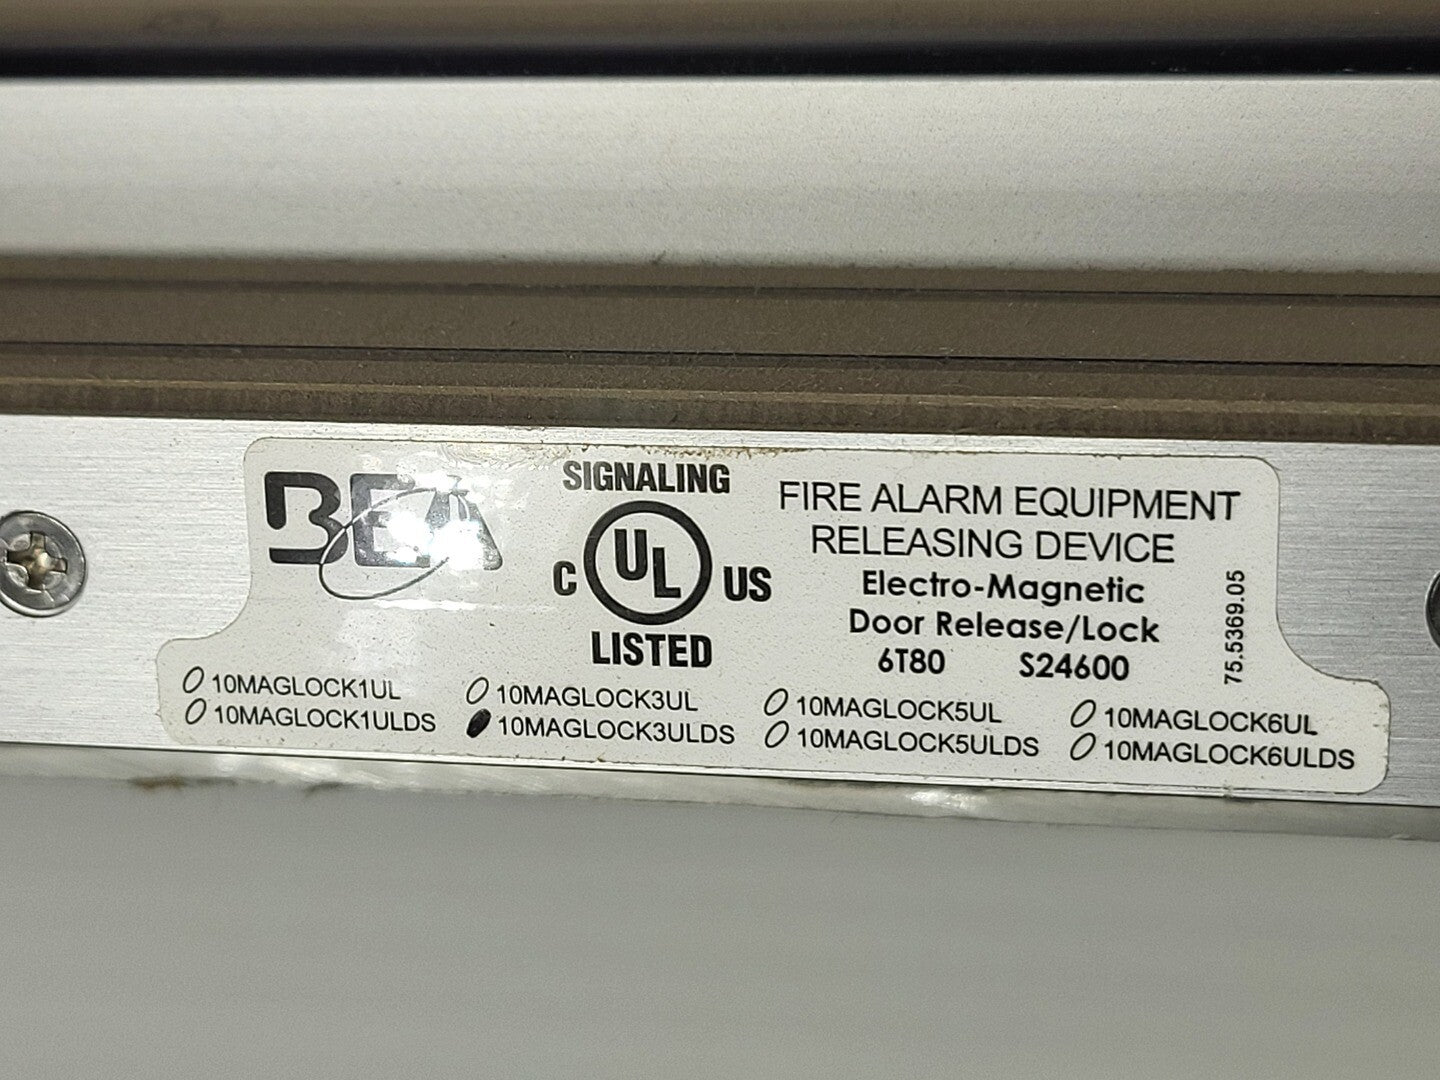 BEA
SIGNALING
C UL US
LISTED
FIRE ALARM EQUIPMENT
RELEASING DEVICE
Electro-Magnetic
Door Release/Lock
6T80 S24600
75.5369.05
10MAGLOCK1UL 10MAGLOCK3UL 10MAGLOCK5UL 10MAGLOCK6UL
10MAGLOCK1ULDS 10MAGLOCK3ULDS 10MAGLOCK5ULDS 10MAGLOCK6ULDS